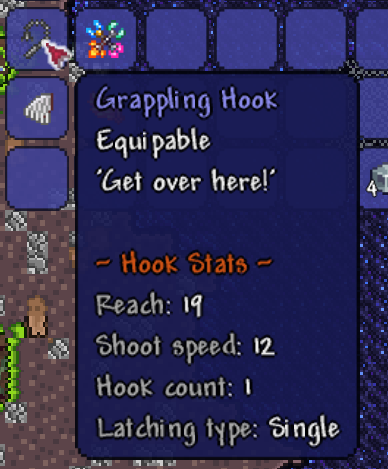 Grappling Hook
Equipable
'Get over here!'
~ Hook Stats ~
Reach: 19
Shoot speed: 12
Hook count: 1
Latching type: Single
4